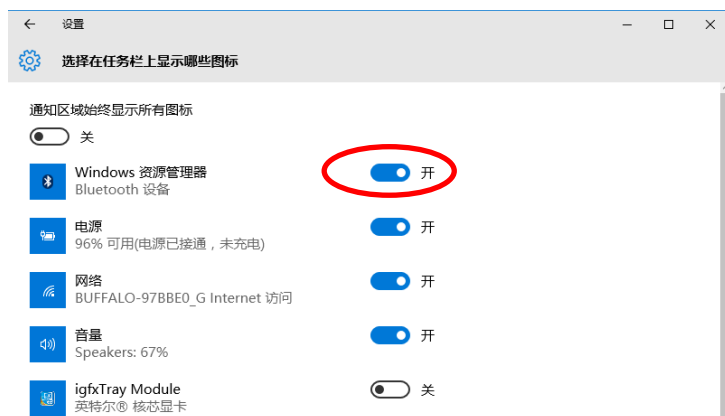 设置
选择在任务栏上显示哪些图标
通知区域始终显示所有图标
关
Windows 资源管理器
开
Bluetooth 设备
电源
开
96% 可用(电源已接通，未充电)
网络
开
BUFFALO-97BBE0_G Internet 访问
音量
开
Speakers: 67%
igfxTray Module
关
英特尔® 核芯显卡